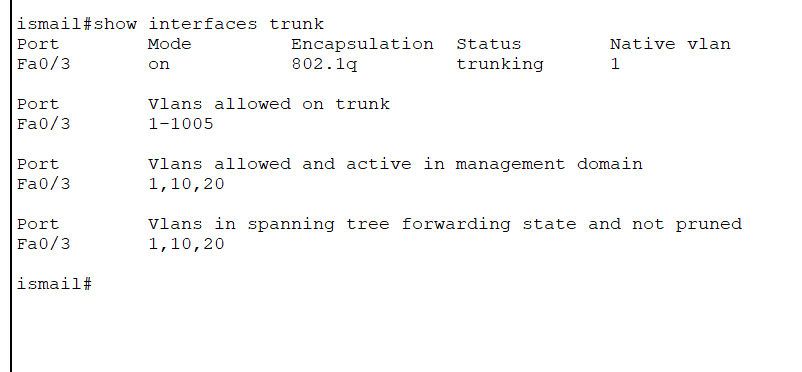 ismail#show interfaces trunk
Port        Mode         Encapsulation  Status        Native vlan
Fa0/3       on           802.1q         trunking      1
Port        Vlans allowed on trunk
Fa0/3       1-1005
Port        Vlans allowed and active in management domain
Fa0/3       1,10,20
Port        Vlans in spanning tree forwarding state and not pruned
Fa0/3       1,10,20
ismail#